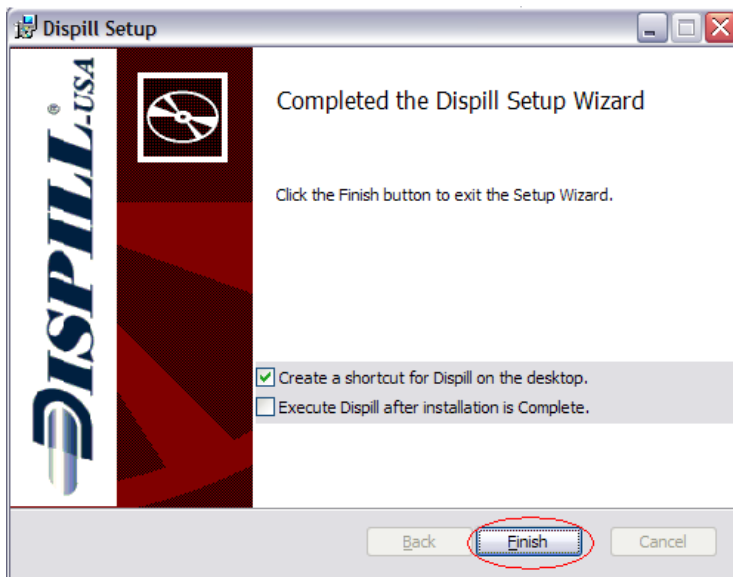 Dispill Setup
DISPILL®-USA
Completed the Dispill Setup Wizard
Click the Finish button to exit the Setup Wizard.
Create a shortcut for Dispill on the desktop.
Execute Dispill after installation is Complete.
Back Finish Cancel